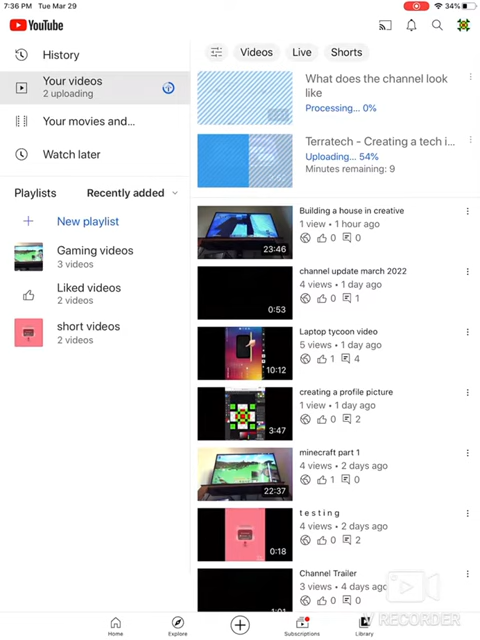 7:36 PM Tue Mar 29
34%
YouTube
History
Your videos
2 uploading
Your movies and...
Watch later
Playlists
Recently added
New playlist
Gaming videos
3 videos
Liked videos
2 videos
short videos
2 videos
Videos
Live
Shorts
What does the channel look
like
Processing... 0%
Terratech - Creating a tech i...
Uploading... 54%
Minutes remaining: 9
23:46
Building a house in creative
1 view • 1 hour ago
0 0
0:53
channel update march 2022
4 views • 1 day ago
0 1
10:12
Laptop tycoon video
5 views • 1 day ago
1 4
3:47
creating a profile picture
1 view • 1 day ago
0 2
22:37
minecraft part 1
4 views • 2 days ago
1 0
0:18
t e s t i n g
4 views • 2 days ago
0 2
1:01
Channel Trailer
3 views • 4 days ago
Home
Explore
Subscriptions
Library
RECORDER